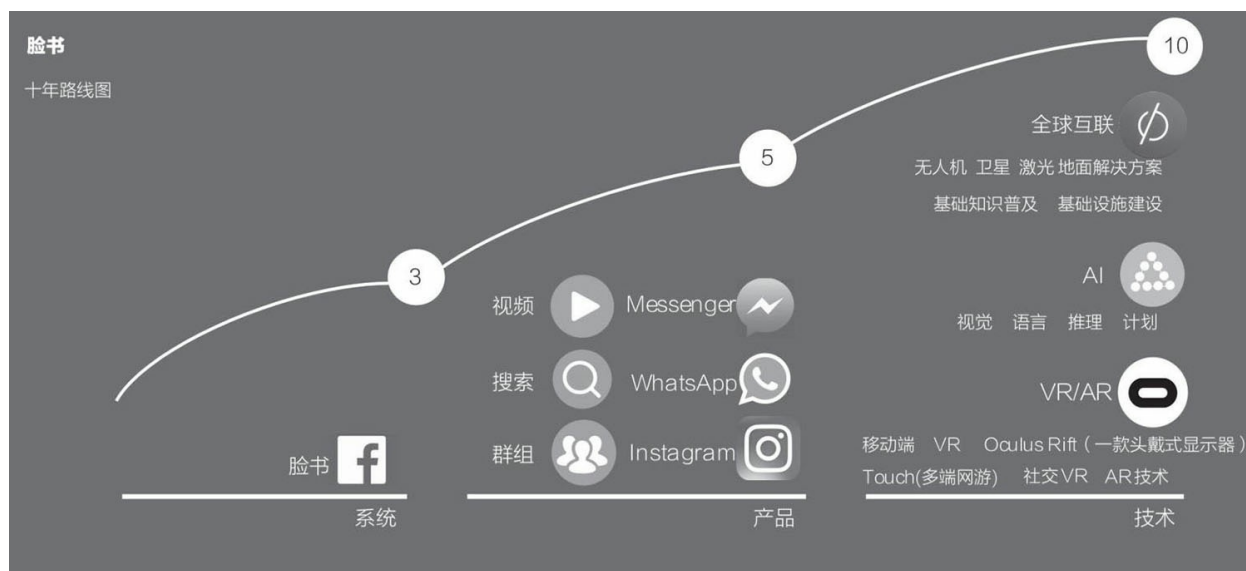 脸书
十年路线图
3
5
10
脸书
系统
视频 Messenger
搜索 WhatsApp
群组 Instagram
产品
全球互联
无人机 卫星 激光 地面解决方案
基础知识普及 基础设施建设
AI
视觉 语言 推理 计划
VR/AR
移动端 VR Oculus Rift（一款头戴式显示器）
Touch(多端网游) 社交VR AR技术
技术